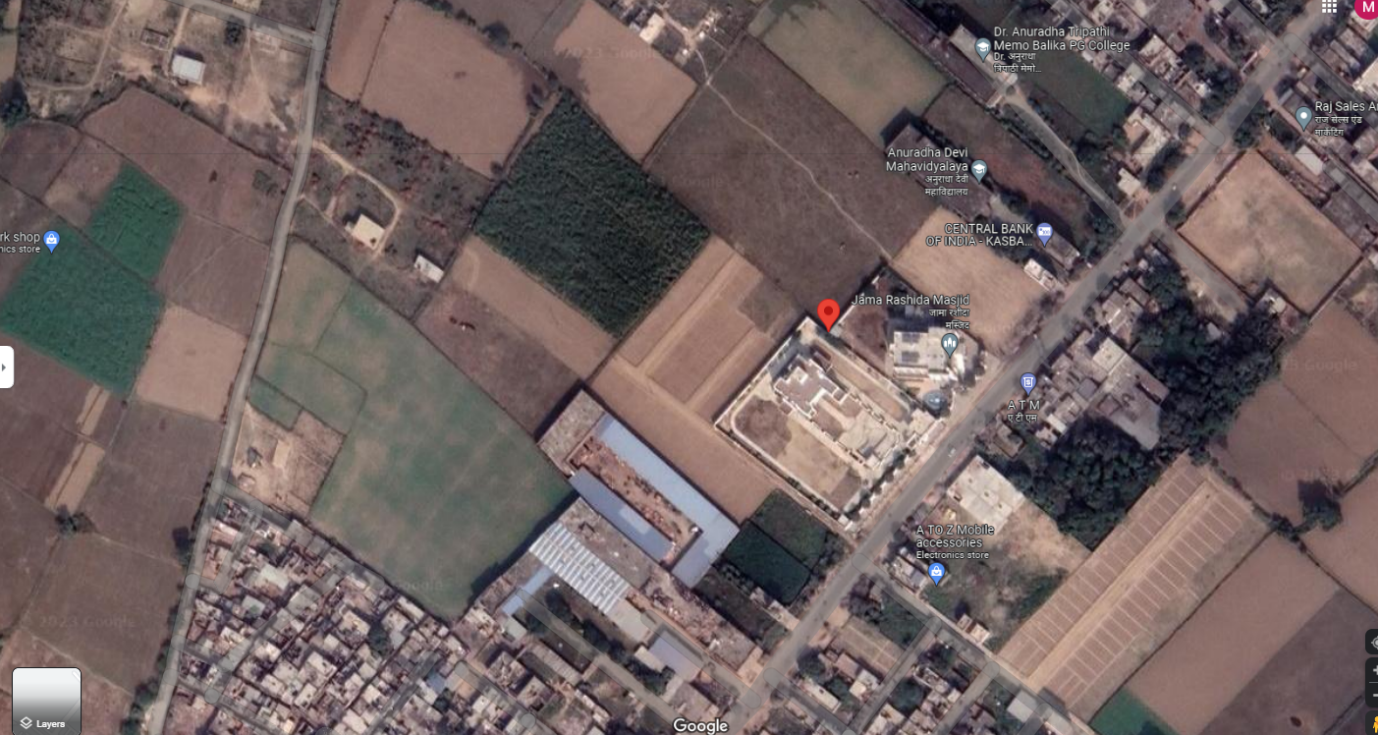 M
Dr. Anuradha Tripathi
Memo Balika PG College
Dr. अनुराधा
त्रिपाठी मेमो...
Raj Sales A
राज सेल्स एंड
मार्केटिंग
Anuradha Devi
Mahavidyalaya
अनुराधा देवी
महाविद्यालय
CENTRAL BANK
OF INDIA - KASBA...
rk shop
nics store
Jama Rashida Masjid
जामा रशीदा
मस्जिद
A T M
ए टी एम
A TO Z Mobile
accessories
Electronics store
2023 Google
Layers
Google